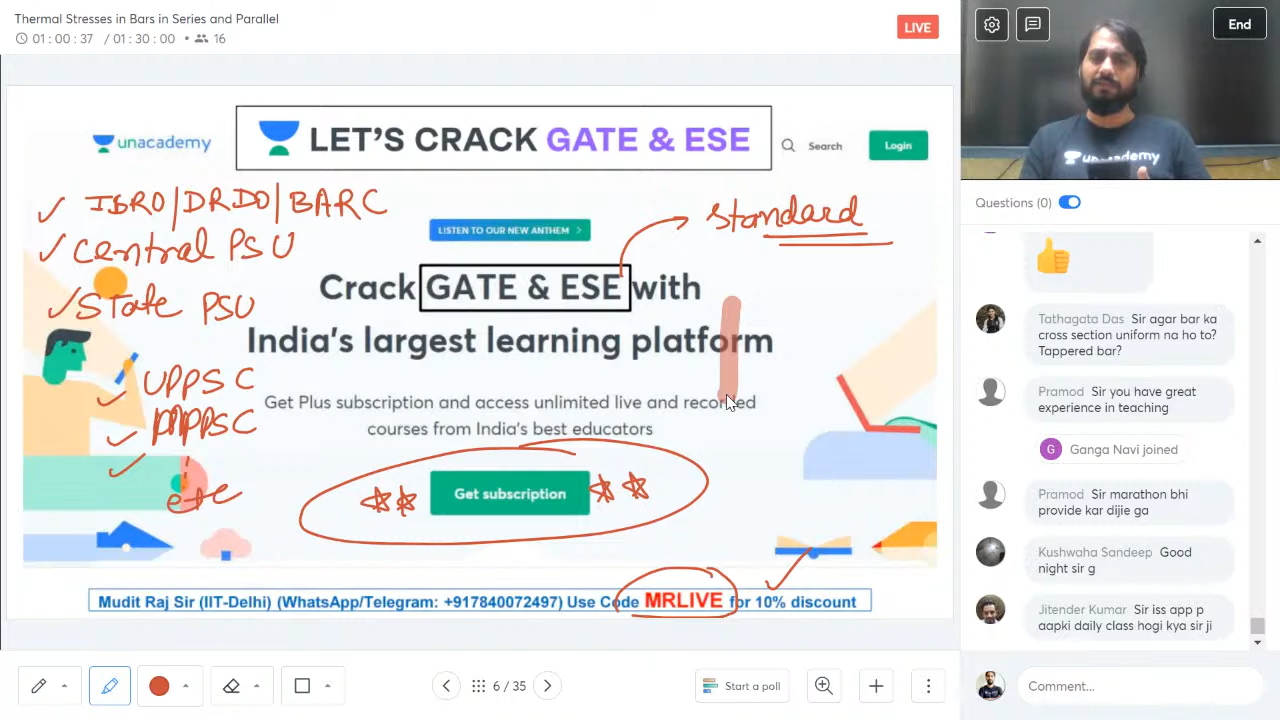 Thermal Stresses in Bars in Series and Parallel
01:00:37 / 01:30:00 • 16
LIVE
End
unacademy
LET'S CRACK GATE & ESE
Search
Login
ISRO/DRDO/BARC
Central PSU
State PSU
UPPSC
MPPSC
etc
standard
LISTEN TO OUR NEW ANTHEM >
Crack GATE & ESE with
India's largest learning platform
Get Plus subscription and access unlimited live and recorded
courses from India's best educators
Get subscription
Mudit Raj Sir (IIT-Delhi) (WhatsApp/Telegram: +917840072497) Use Code MRLIVE for 10% discount
6 / 35
Start a poll
unacademy
Questions (0)
Tathagata Das Sir agar bar ka
cross section uniform na ho to?
Tappered bar?
Pramod Sir you have great
experience in teaching
G Ganga Navi joined
Pramod Sir marathon bhi
provide kar dijie ga
Kushwaha Sandeep Good
night sir g
Jitender Kumar Sir iss app p
aapki daily class hogi kya sir ji
Comment...